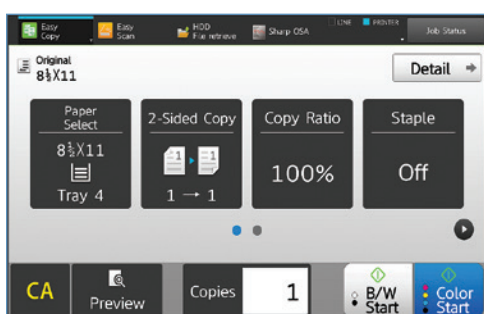 Easy Copy
Easy Scan
HDD File retrieve
Sharp OSA
LINE
PRINTER
Job Status
Original
8½X11
Detail
Paper Select
2-Sided Copy
Copy Ratio
Staple
8½X11
Tray 4
1 1
1 → 1
100%
Off
CA
Preview
Copies
1
B/W Start
Color Start